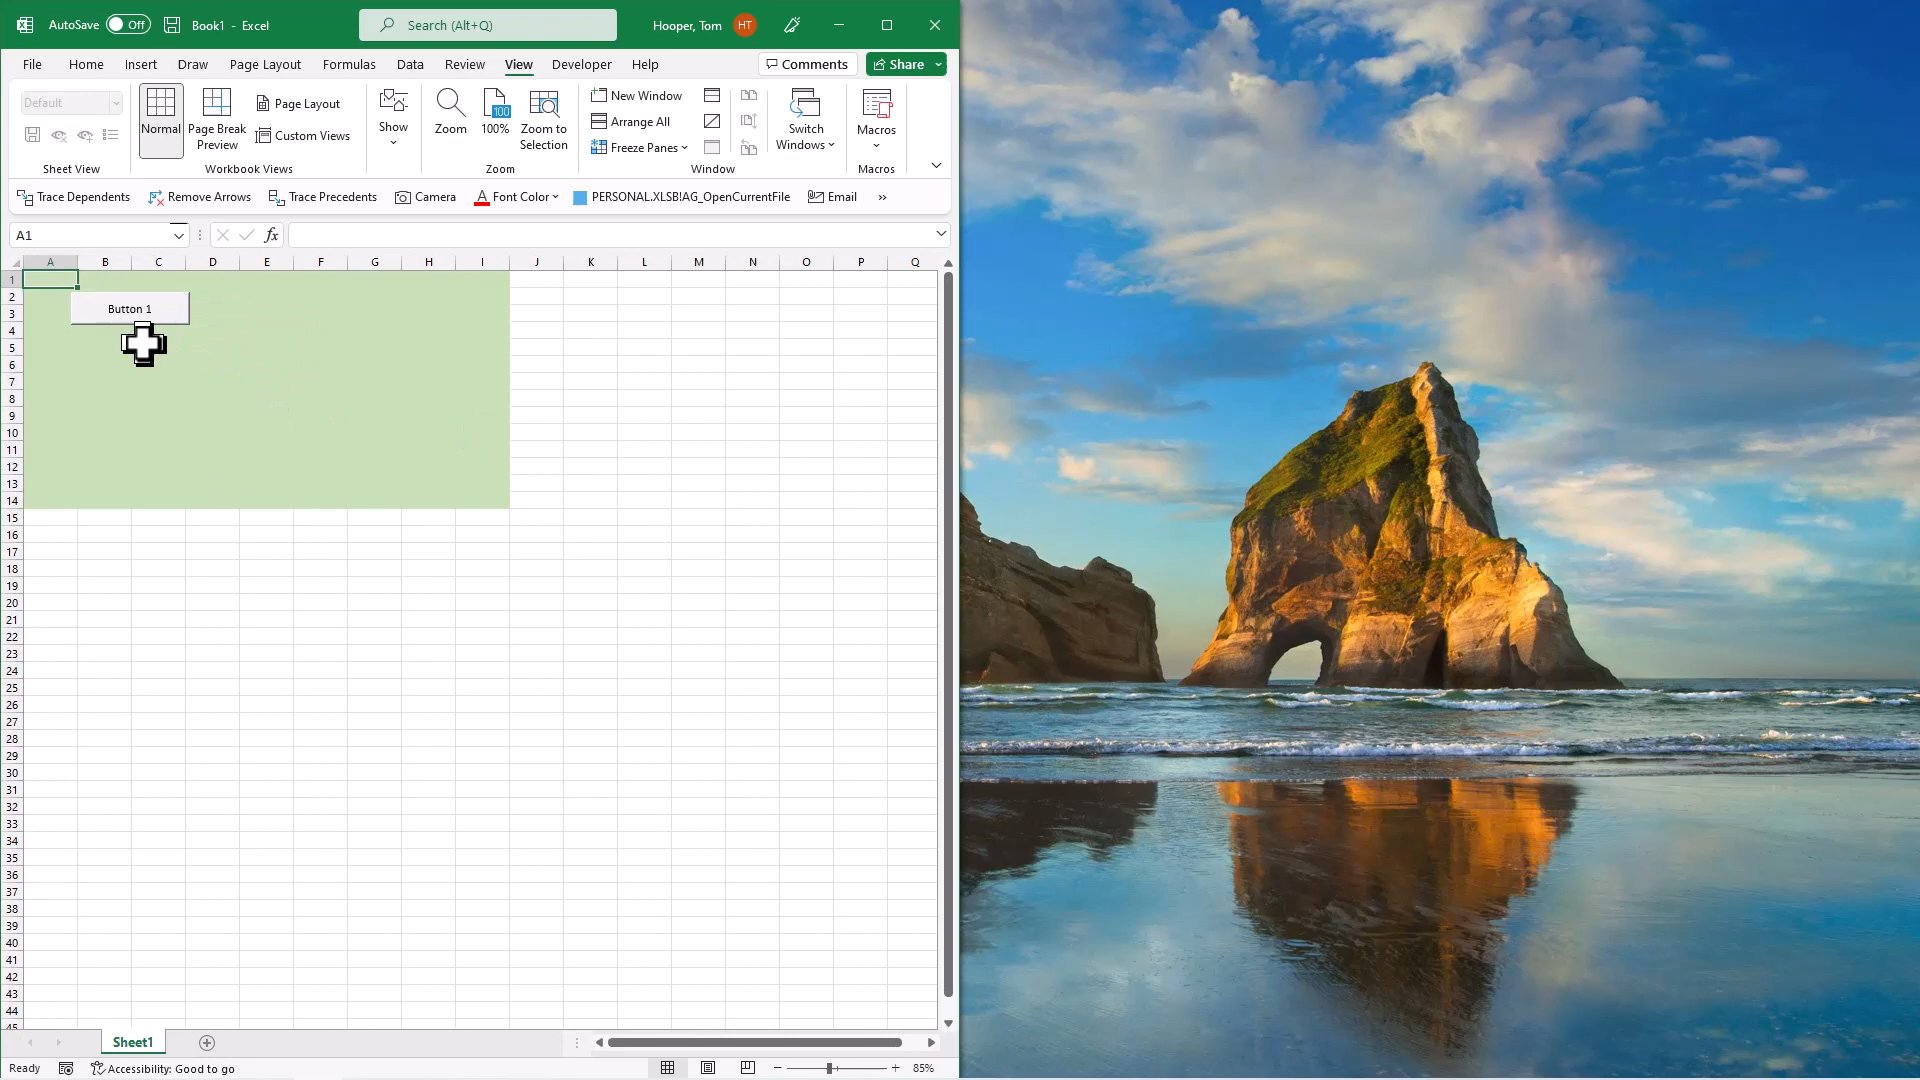 AutoSave Off Book1 - Excel Search (Alt+Q) Hooper, Tom HT
File Home Insert Draw Page Layout Formulas Data Review View Developer Help Comments Share
Default
Normal
Page Break Preview
Page Layout
Custom Views
Show
Zoom
100
100%
Zoom to Selection
New Window
Arrange All
Freeze Panes
Switch Windows
Macros
Sheet View Workbook Views Zoom Window Macros
Trace Dependents Remove Arrows Trace Precedents Camera A Font Color PERSONAL.XLSB!AG_OpenCurrentFile Email »
A1 fx
A B C D E F G H I J K L M N O P Q
1
2
Button 1
3
4
5
6
7
8
9
10
11
12
13
14
15
16
17
18
19
20
21
22
23
24
25
26
27
28
29
30
31
32
33
34
35
36
37
38
39
40
41
42
43
44
45
Sheet1
Ready Accessibility: Good to go 85%